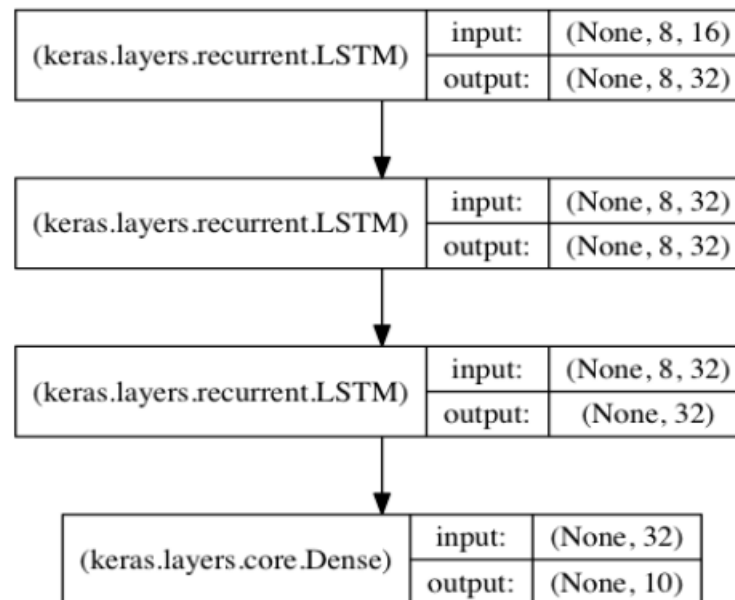 (keras.layers.recurrent.LSTM)
input:
(None, 8, 16)
output:
(None, 8, 32)
(keras.layers.recurrent.LSTM)
input:
(None, 8, 32)
output:
(None, 8, 32)
(keras.layers.recurrent.LSTM)
input:
(None, 8, 32)
output:
(None, 32)
(keras.layers.core.Dense)
input:
(None, 32)
output:
(None, 10)